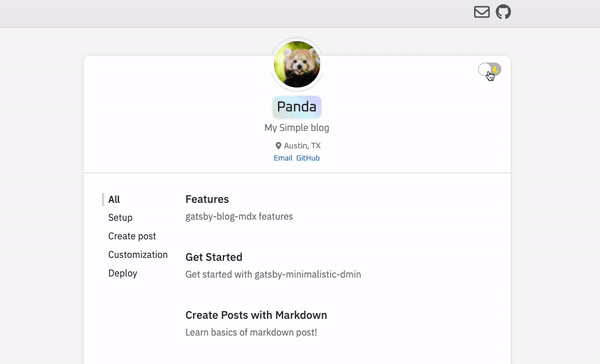 Panda
My Simple blog
Austin, TX
Email GitHub
All
Setup
Create post
Customization
Deploy
Features
gatsby-blog-mdx features
Get Started
Get started with gatsby-minimalistic-dmin
Create Posts with Markdown
Learn basics of markdown post!